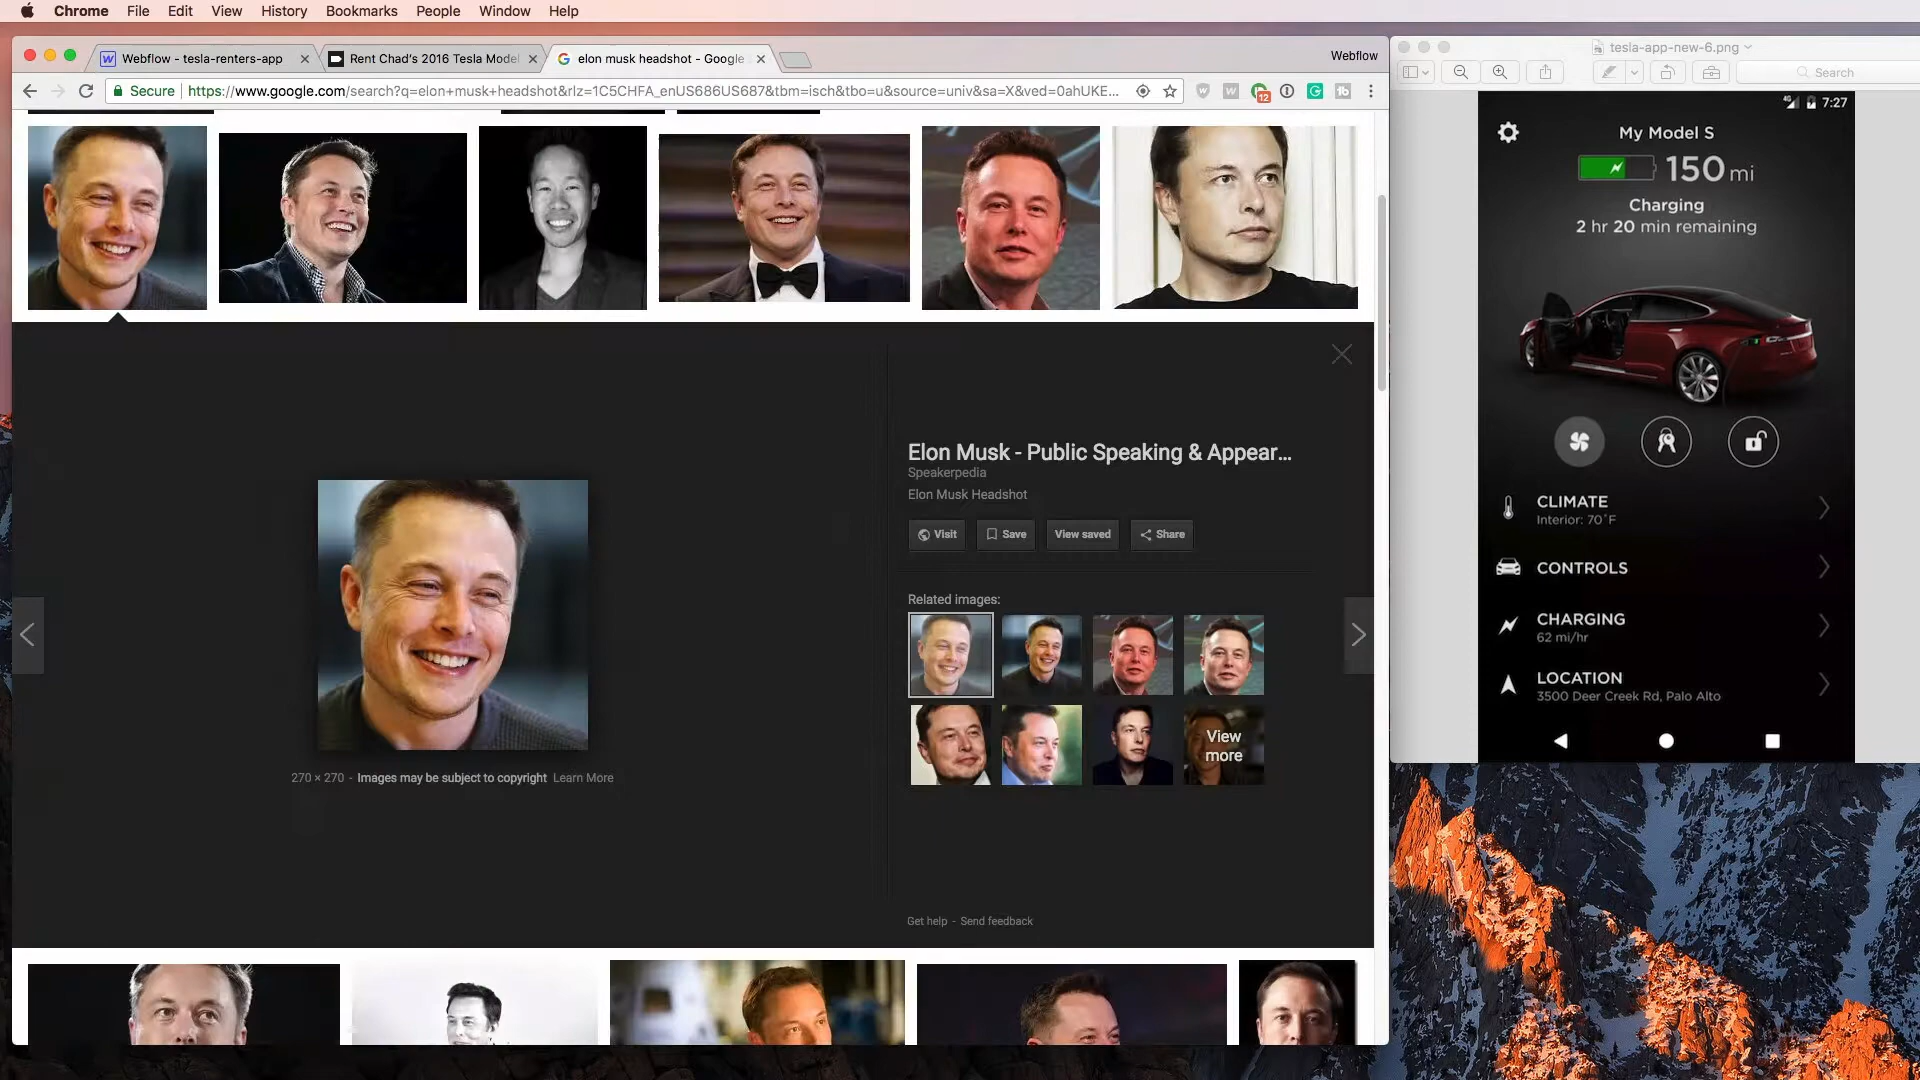 Chrome File Edit View History Bookmarks People Window Help
Webflow - tesla-renters-app
Rent Chad's 2016 Tesla Model
elon musk headshot - Google
Webflow
Secure https://www.google.com/search?q=elon+musk+headshot&rlz=1C5CHFA_enUS686US687&tbm=isch&tbo=u&source=univ&sa=X&ved=0ahUKE...
12
Elon Musk - Public Speaking & Appear...
Speakerpedia
Elon Musk Headshot
Visit Save View saved Share
Related images:
View
more
270 × 270 - Images may be subject to copyright Learn More
Get help - Send feedback
tesla-app-new-6.png
Search
4G 7:27
My Model S
150 mi
Charging
2 hr 20 min remaining
CLIMATE
Interior: 70°F
CONTROLS
CHARGING
62 mi/hr
LOCATION
3500 Deer Creek Rd, Palo Alto